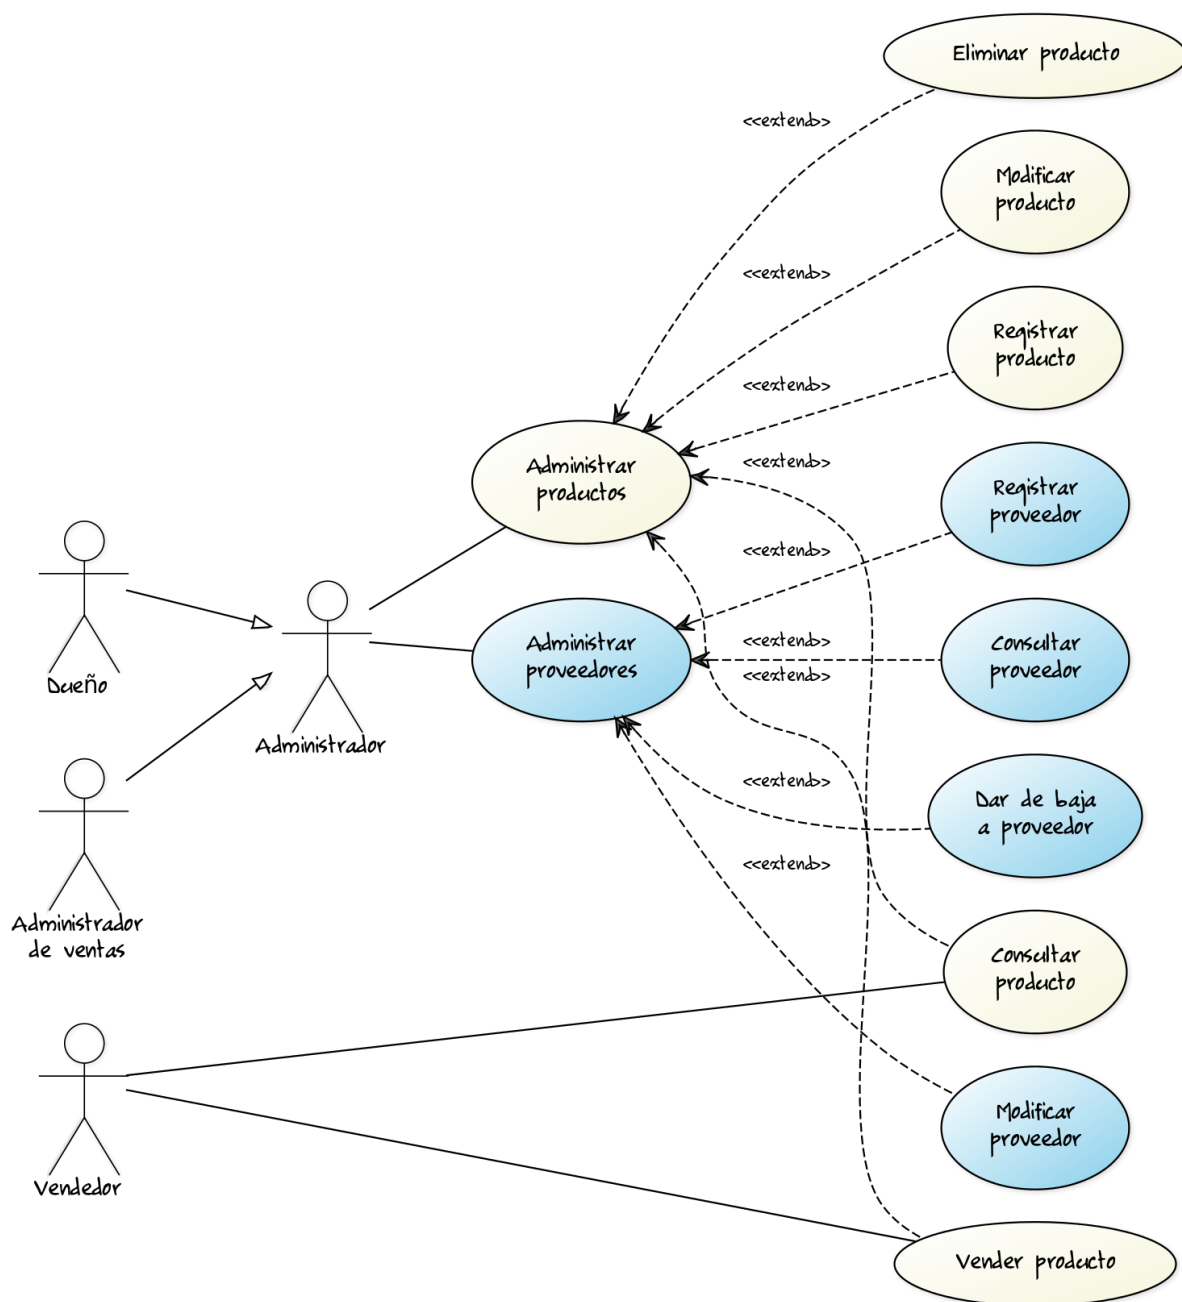 Eliminar producto
<<extend>>
Modificar
producto
<<extend>>
Registrar
producto
<<extend>>
Administrar
productos
<<extend>>
Registrar
proveedor
<<extend>>
Administrar
proveedores
<<extend>>
<<extend>>
Consultar
proveedor
Dueño
Administrador
<<extend>>
Dar de baja
a proveedor
<<extend>>
Administrador
de ventas
Consultar
producto
Modificar
proveedor
Vendedor
Vender producto